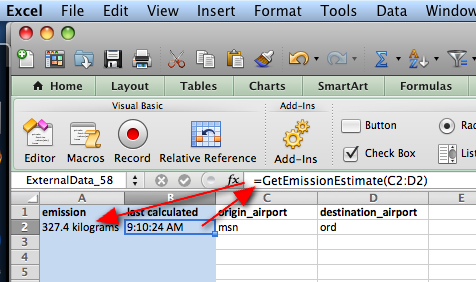 Excel File Edit View Insert Format Tools Data Window
Home Layout Tables Charts SmartArt Formulas
Visual Basic Add-Ins
Button Rad
Editor Macros Record Relative Reference Add-Ins Check Box List
ExternalData_58 fx =GetEmissionEstimate(C2:D2)
A B C D E
1 emission last calculated origin_airport destination_airport
2 327.4 kilograms 9:10:24 AM msn ord
3
4
5